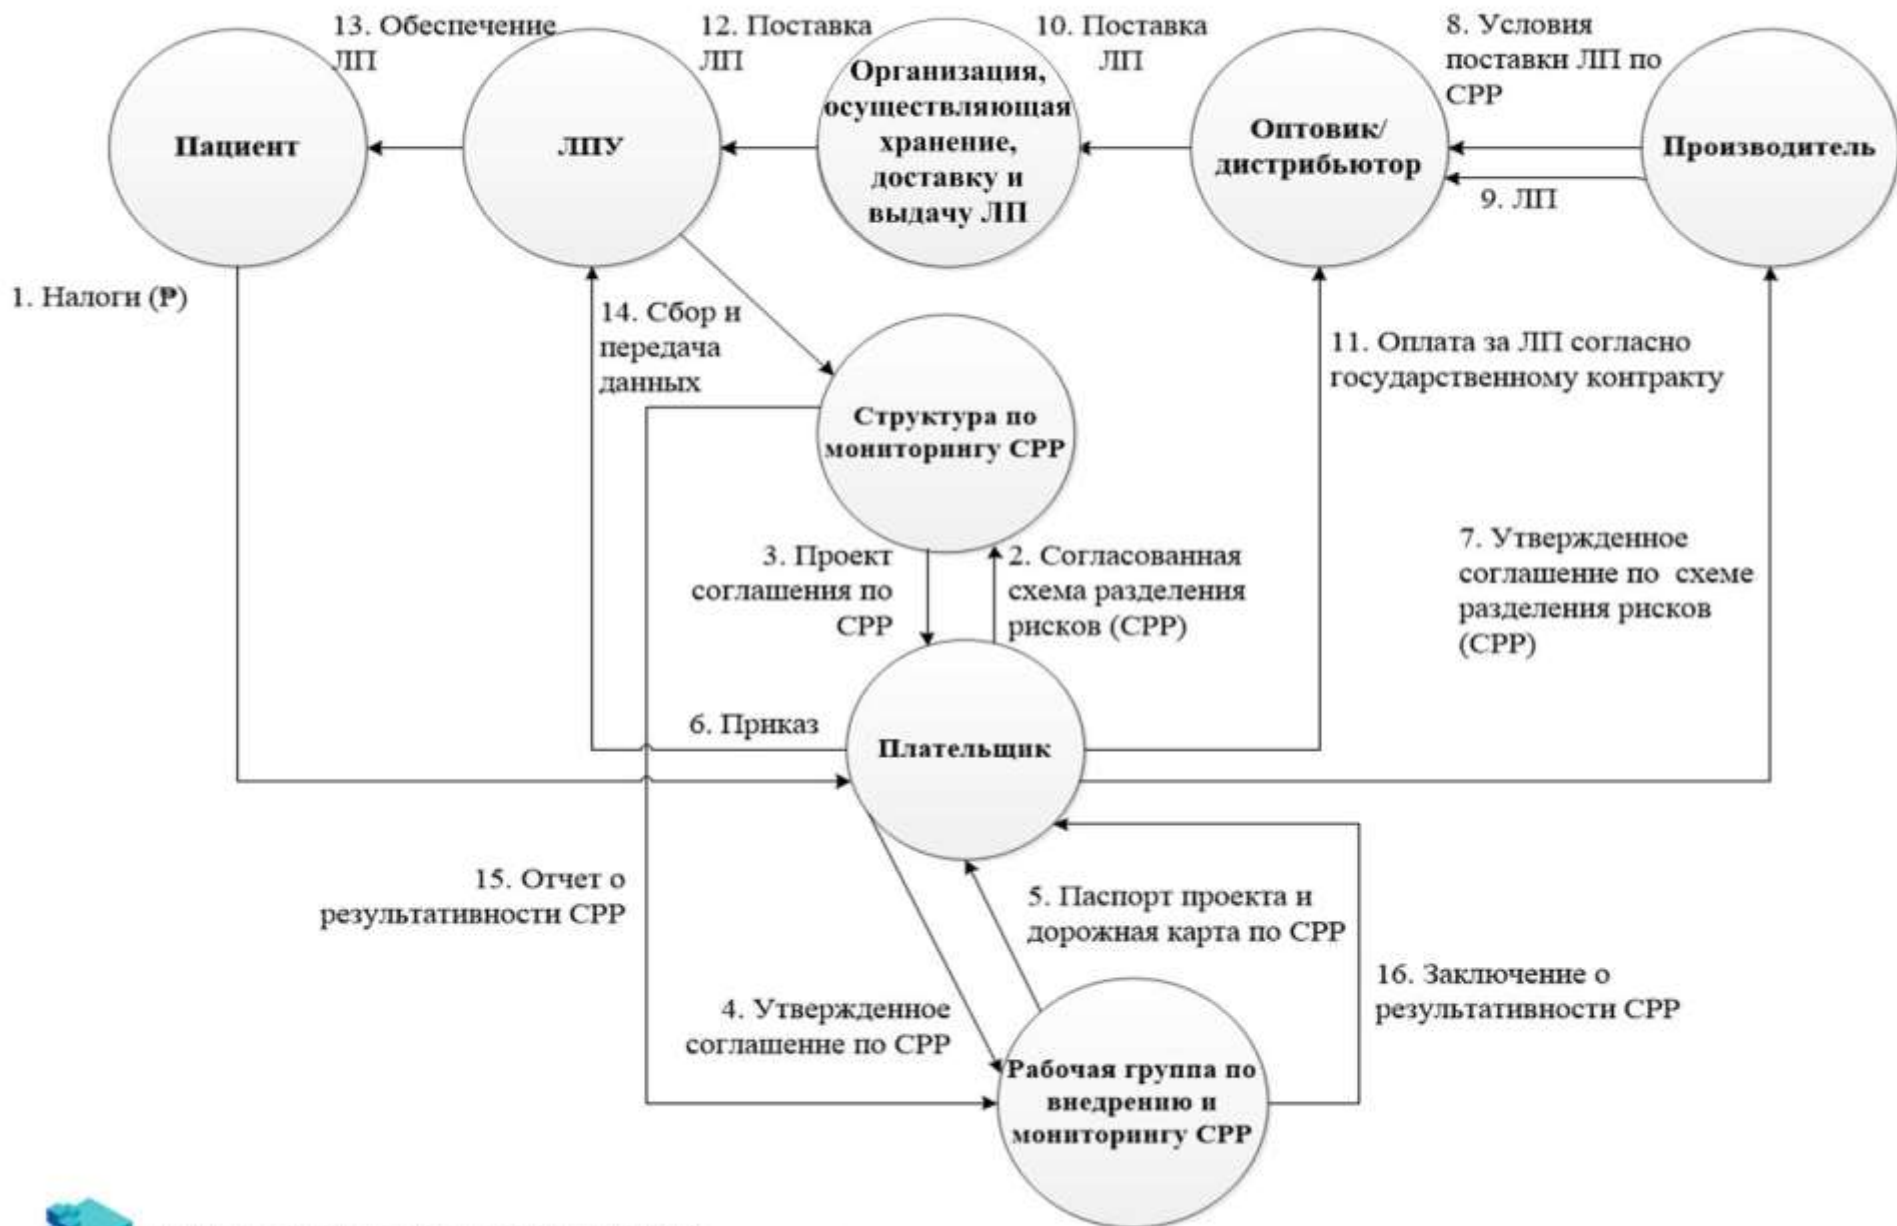 13. Обеспечение
ЛП
12. Поставка
ЛП
10. Поставка
ЛП
8. Условия
поставки ЛП по
СРР
Пациент
ЛПУ
Организация,
осуществляющая
хранение,
доставку и
выдачу ЛП
Оптовик/
дистрибьютор
Производитель
9. ЛП
1. Налоги (₽)
14. Сбор и
передача
данных
11. Оплата за ЛП согласно
государственному контракту
Структура по
мониторингу СРР
3. Проект
соглашения по
СРР
2. Согласованная
схема разделения
рисков (СРР)
7. Утвержденное
соглашение по схеме
разделения рисков
(СРР)
6. Приказ
Плательщик
15. Отчет о
результативности СРР
5. Паспорт проекта и
дорожная карта по СРР
16. Заключение о
результативности СРР
4. Утвержденное
соглашение по СРР
Рабочая группа по
внедрению и
мониторингу СРР